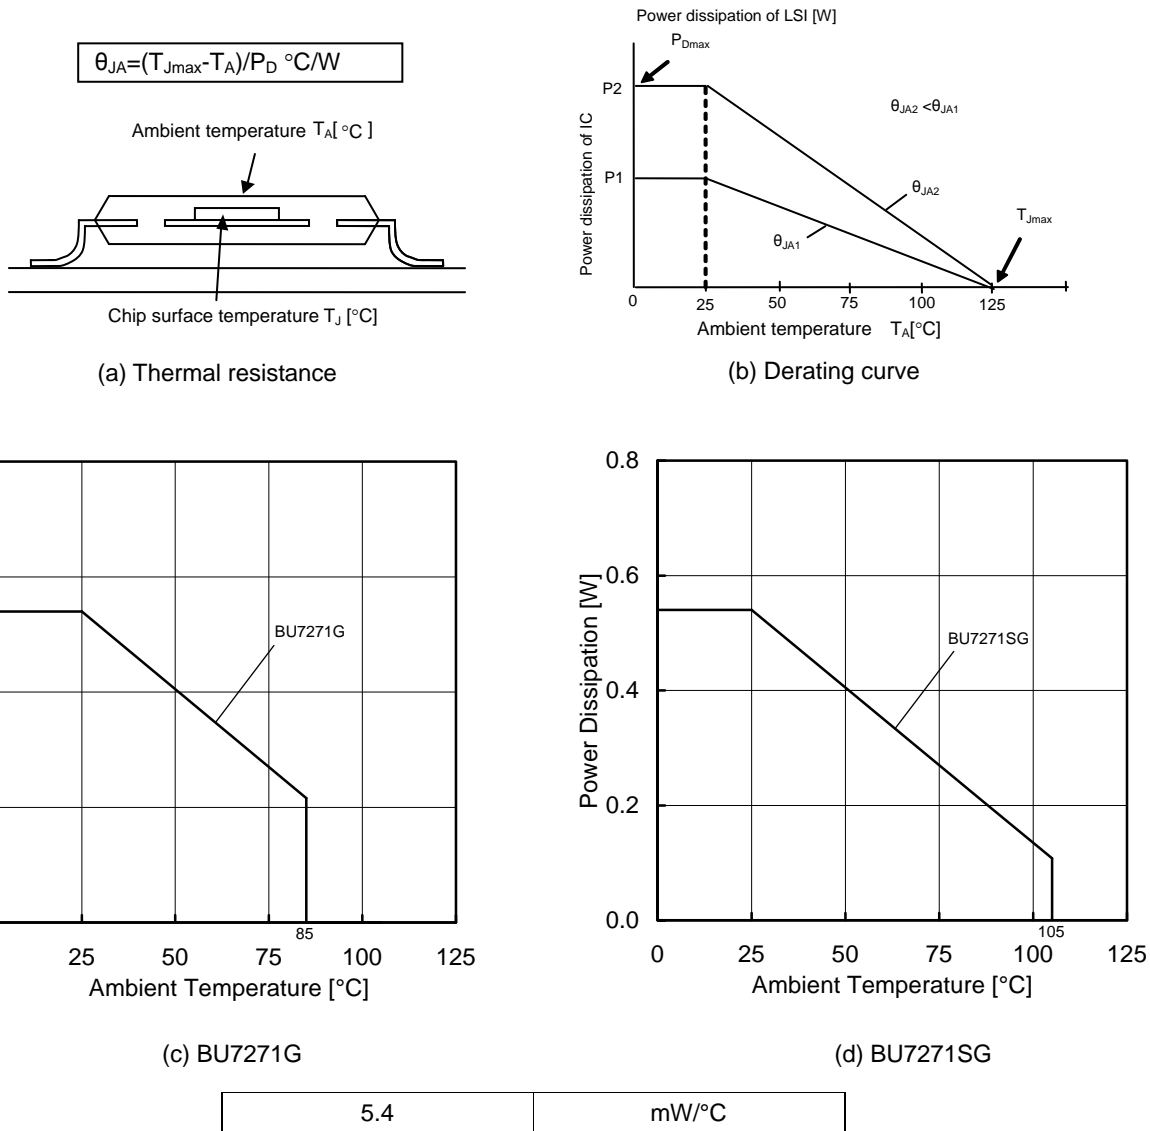 θJA=(TJmax-TA)/PD °C/W
Ambient temperature TA[ °C ]
Chip surface temperature TJ [°C]
(a) Thermal resistance
Power dissipation of LSI [W]
PDmax
P2
θJA2 <θJA1
P1
θJA2
TJmax
θJA1
Power dissipation of IC
0 25 50 75 100 125
Ambient temperature TA[°C]
(b) Derating curve
BU7271G
85
25 50 75 100 125
Ambient Temperature [°C]
(c) BU7271G
0.8
0.6
0.4
0.2
0.0
Power Dissipation [W]
BU7271SG
105
0 25 50 75 100 125
Ambient Temperature [°C]
(d) BU7271SG
5.4 mW/°C